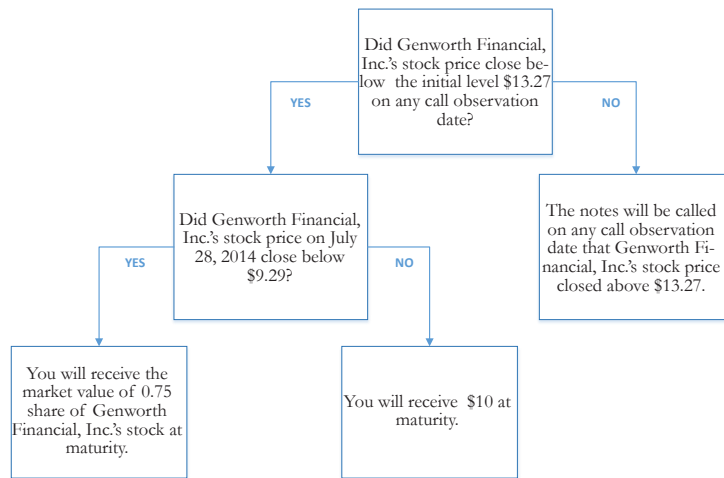 Did Genworth Financial,
Inc.'s stock price close be-
low the initial level $13.27
on any call observation
date?
YES
NO
Did Genworth Financial,
Inc.'s stock price on July
28, 2014 close below
$9.29?
The notes will be called
on any call observation
date that Genworth Fi-
nancial, Inc.'s stock price
closed above $13.27.
YES
NO
You will receive the
market value of 0.75
share of Genworth
Financial, Inc.'s stock at
maturity.
You will receive $10 at
maturity.